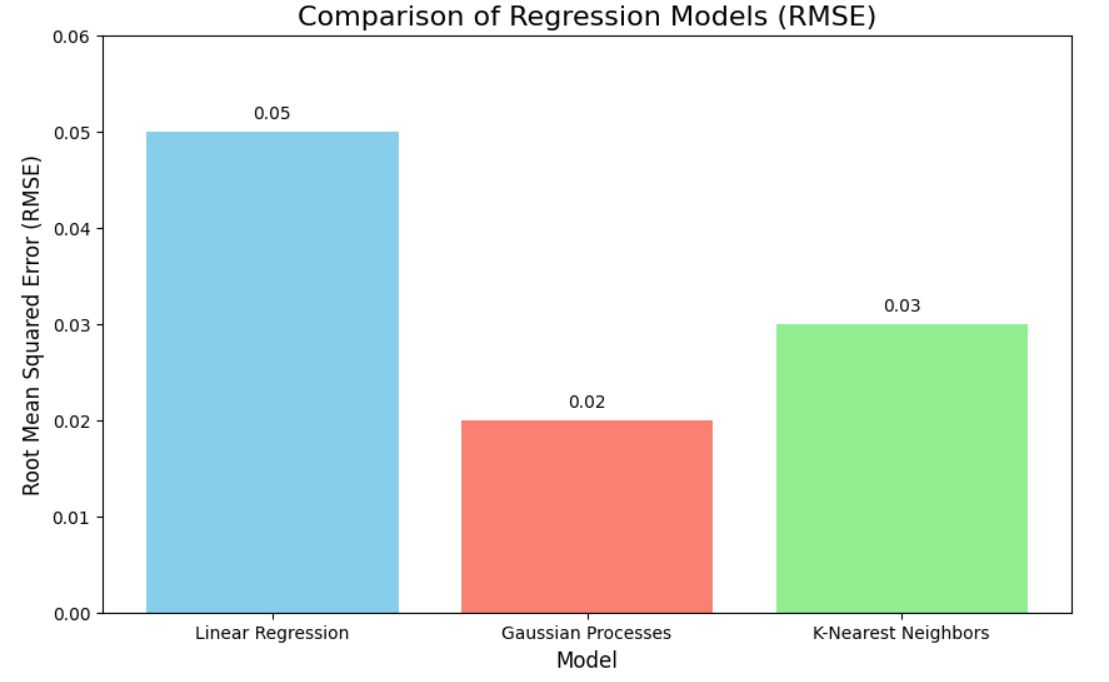 Comparison of Regression Models (RMSE)
Root Mean Squared Error (RMSE)
0.06
0.05
0.04
0.03
0.02
0.01
0.00
0.05
0.02
0.03
Linear Regression
Gaussian Processes
K-Nearest Neighbors
Model